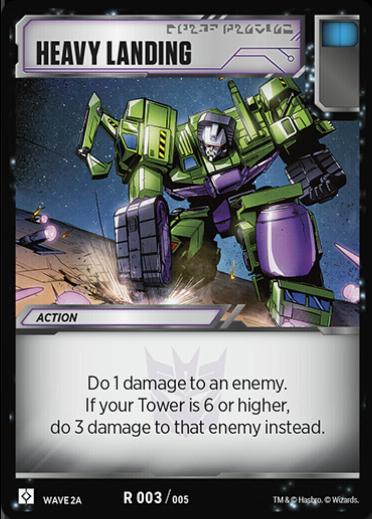 HEAVY LANDING
ACTION
Do 1 damage to an enemy.
If your Tower is 6 or higher,
do 3 damage to that enemy instead.
WAVE 2A R 003/005 TM & © Hasbro. © Wizards.